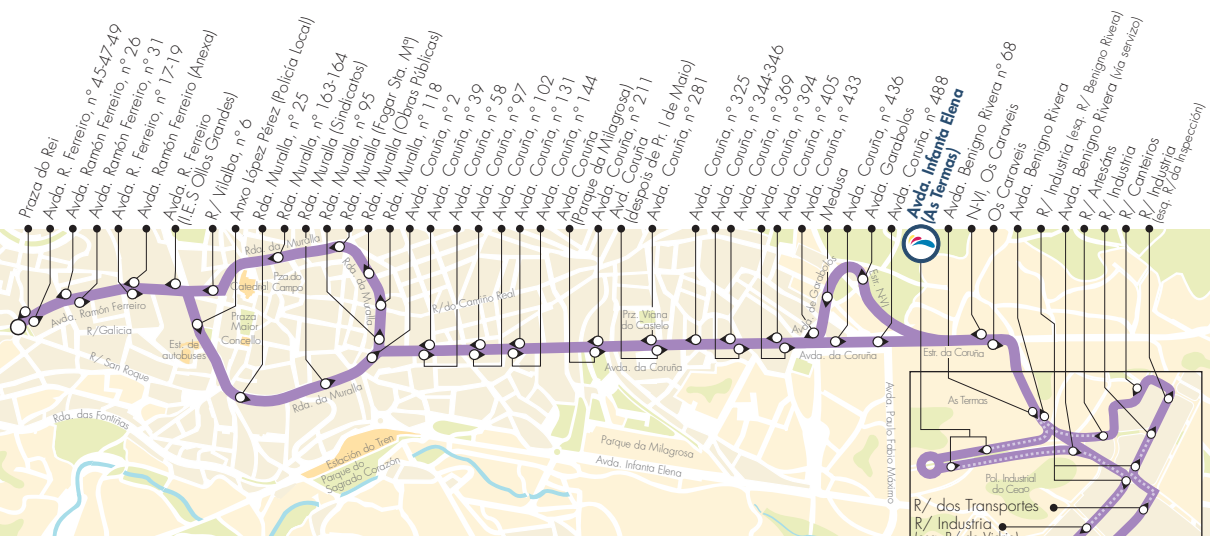 Praza do Rei
Avda. R. Ferreiro, nº 45-47-49
Avda. Ramón Ferreiro, nº 26
Avda. Ramón Ferreiro, nº 31
Avda. R. Ferreiro, nº 17-19
Avda. Ramón Ferreiro (Anexa)
Avda. R. Ferreiro
(I.E.S Ollos Grandes)
R/ Vilalba, nº 6
Anxo López Pérez (Policía Local)
Rda. Muralla, nº 25
Rda. Muralla, nº 163-164
Rda. Muralla (Sindicatos)
Rda. Muralla, nº 95
Rda. Muralla (Fogar Sta. Mª)
Rda. Muralla (Obras Públicas)
Rda. Muralla, nº 118
Avda. Coruña, nº 2
Avda. Coruña, nº 39
Avda. Coruña, nº 58
Avda. Coruña, nº 97
Avda. Coruña, nº 102
Avda. Coruña, nº 131
Avda. Coruña, nº 144
Avda. Coruña
(Parque da Milagrosa)
Avda. Coruña, nº 211
Avd. Coruña
(despois de Pr. 1 de Maio)
Avda. Coruña, nº 281
Avda. Coruña, nº 325
Avda. Coruña, nº 344-346
Avda. Coruña, nº 369
Avda. Coruña, nº 394
Avda. Coruña, nº 405
Avda. Coruña, nº 433
Medusa
Avda. Coruña, nº 436
Avda. Garabolos
Avda. Coruña, nº 488
Avda. Infanta Elena
(As Termas)
Avda. Benigno Rivera nº 68
N-VI, Os Caraveis
Os Caraveis
Avda. Benigno Rivera
R/ Industria (esq. R/ Benigno Rivera)
Avda. Benigno Rivera (vía servizo)
R/ Artesáns
R/ Industria
R/ Canteiros
R/ Industria
(esq. R/ da Inspección)
Rda. da Muralla
Catedral
Pza.do
Campo
Rda. da Muralla
Avda. Ramón Ferreiro
R/Galicia
Praza
Maior
Concello
Est. de
autobuses
R/ San Roque
Rda. das Fontiñas
Rda. da Muralla
R/do Camiño Real
Prz. Viana
do Castelo
Avda. da Coruña
Avda. de Garabolos
Estr. N-VI
Avda. da Coruña
Estr. da Coruña
Estación do Tren
Parque do
Sagrado Corazón
Parque da Milagrosa
Avda. Infanta Elena
Avda. Paulo Fabio Máximo
As Termas
Pol. Industrial
do Ceao
R/ dos Transportes
R/ Industria